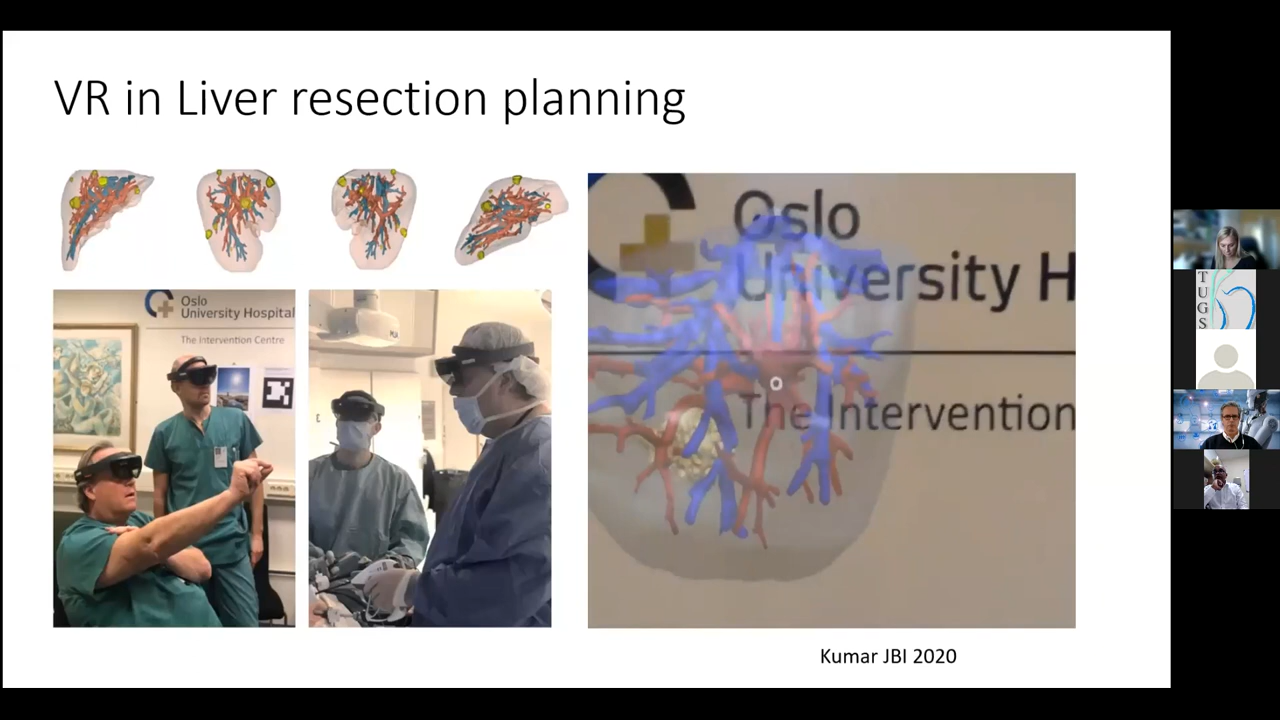 VR in Liver resection planning
Oslo
University Hospital
The Intervention Centre
Oslo
University H
The Intervention
Kumar JBI 2020
T
U
G
S